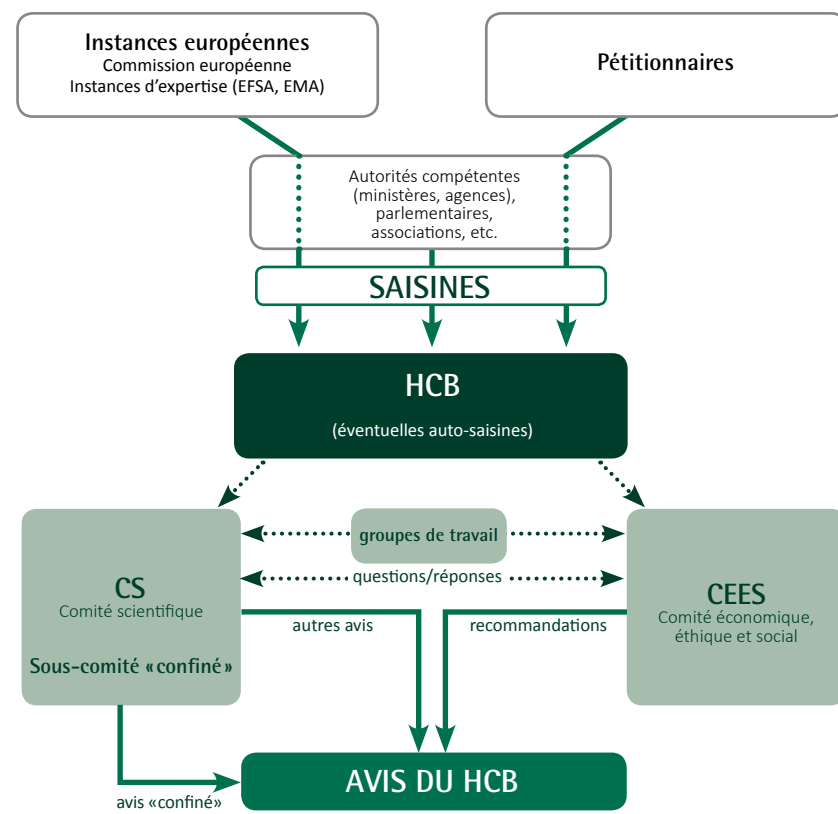 Instances européennes
Commission européenne
Instances d’expertise (EFSA, EMA)
Pétitionnaires
Autorités compétentes
(ministères, agences),
parlementaires,
associations, etc.
SAISINES
HCB
(éventuelles auto-saisines)
groupes de travail
questions/réponses
CS
Comité scientifique
Sous-comité «confiné»
CEES
Comité économique,
éthique et social
autres avis
recommandations
avis «confiné»
AVIS DU HCB